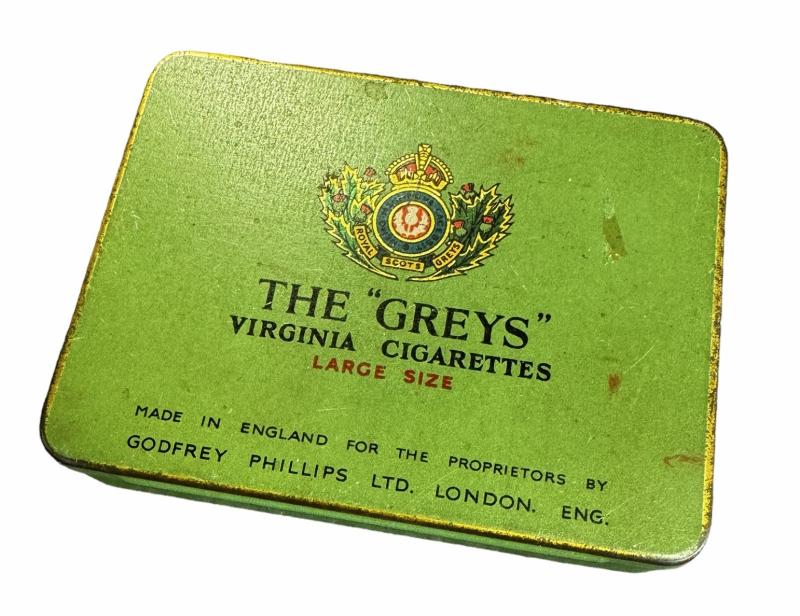 ROYAL SCOTS GREYS
THE "GREYS"
VIRGINIA CIGARETTES
LARGE SIZE
MADE IN ENGLAND FOR THE PROPRIETORS BY
GODFREY PHILLIPS LTD. LONDON. ENG.